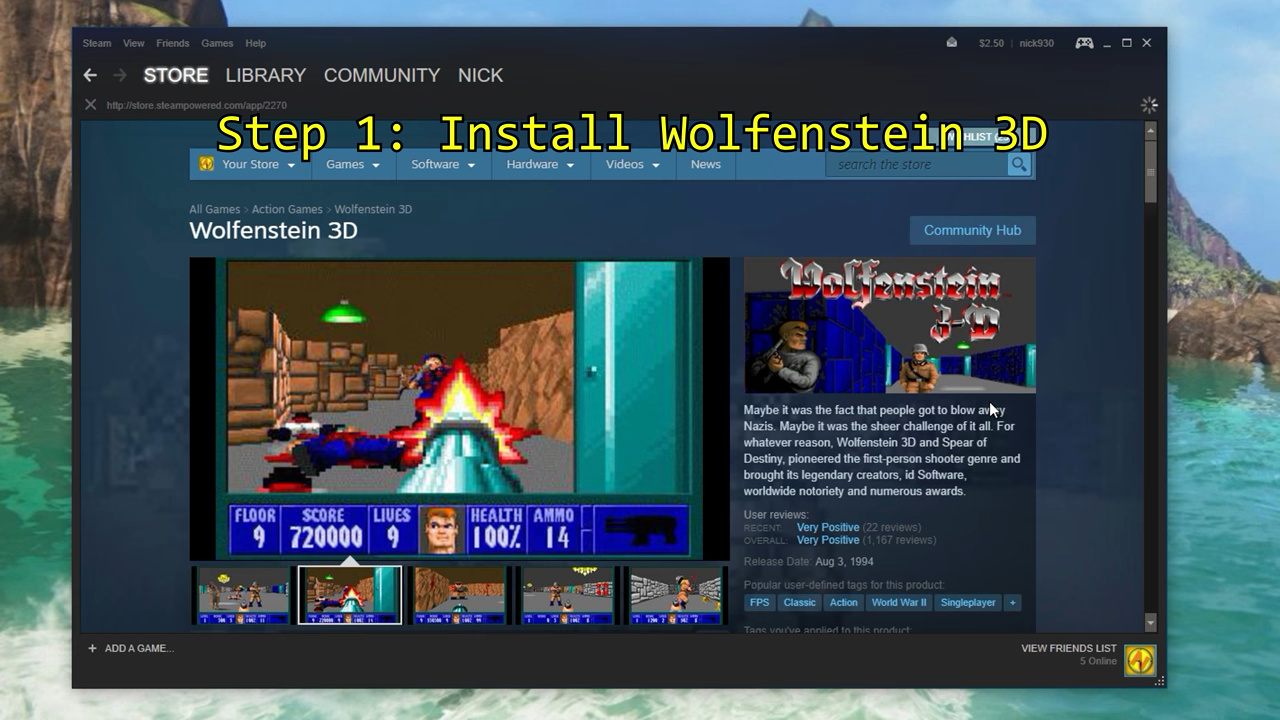 Steam View Friends Games Help
$2.50 | nick930
STORE LIBRARY COMMUNITY NICK
http://store.steampowered.com/app/2270
Step 1: Install Wolfenstein 3D
Your Store Games Software Hardware Videos News
search the store
All Games > Action Games > Wolfenstein 3D
Wolfenstein 3D
Community Hub
Wolfenstein
3-D
FLOOR SCORE LIVES HEALTH AMMO
9 720000 9 100% 14
Maybe it was the fact that people got to blow away
Nazis. Maybe it was the sheer challenge of it all. For
whatever reason, Wolfenstein 3D and Spear of
Destiny, pioneered the first-person shooter genre and
brought its legendary creators, id Software,
worldwide notoriety and numerous awards.
User reviews:
RECENT: Very Positive (22 reviews)
OVERALL: Very Positive (1,167 reviews)
Release Date: Aug 3, 1994
Popular user-defined tags for this product:
FPS Classic Action World War II Singleplayer +
Tags you've applied to this product:
+ ADD A GAME...
VIEW FRIENDS LIST
5 Online